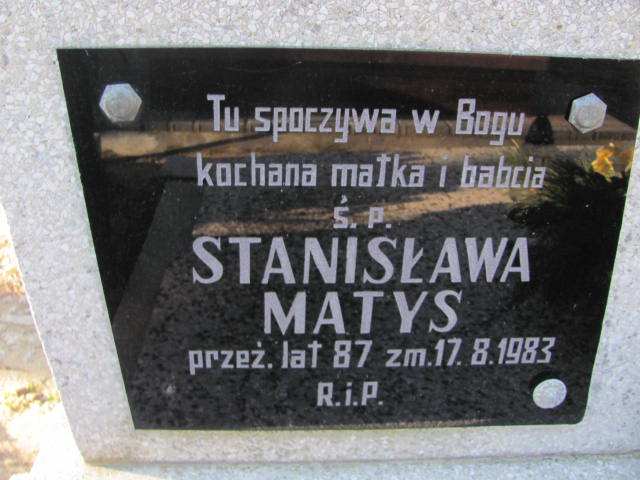 Tu spoczywa w Bogu
kochana matka i babcia
ś. p.
STANISŁAWA
MATYS
przeż. lat 87 zm. 17. 8. 1983
R.i.P.